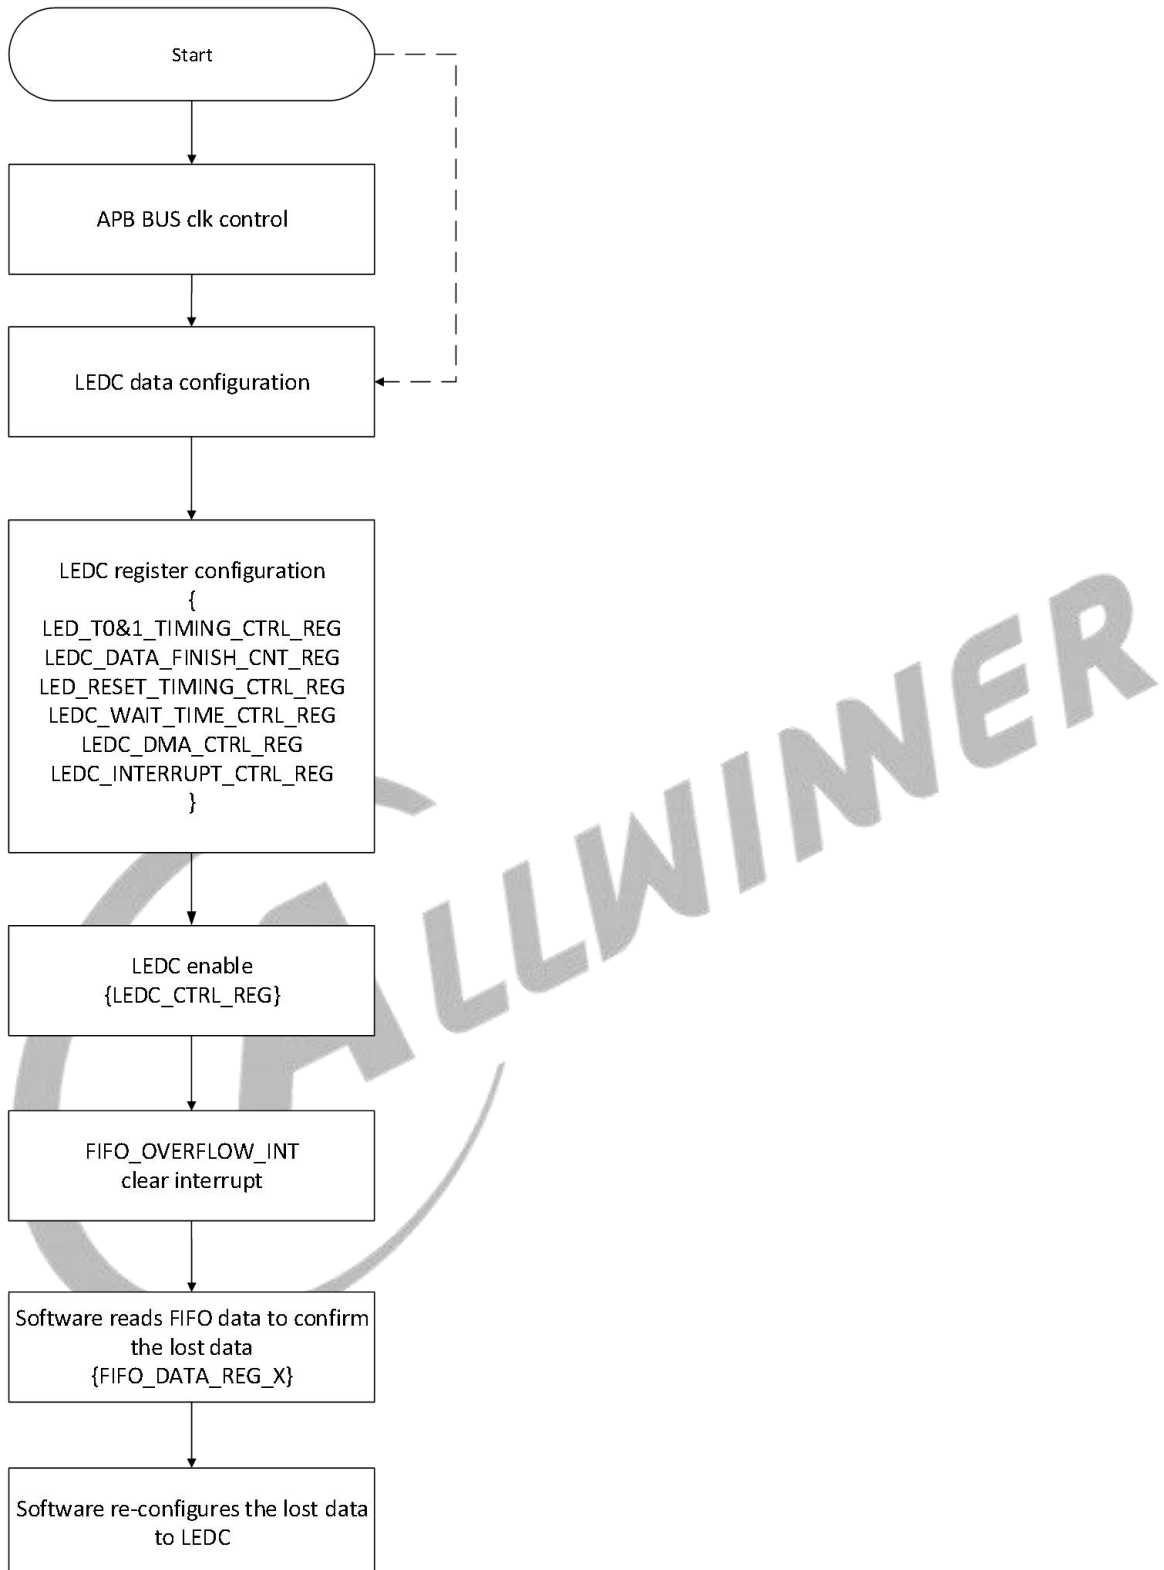 Start
APB BUS clk control
LEDC data configuration
LEDC register configuration
{
LED_T0&1_TIMING_CTRL_REG
LEDC_DATA_FINISH_CNT_REG
LED_RESET_TIMING_CTRL_REG
LEDC_WAIT_TIME_CTRL_REG
LEDC_DMA_CTRL_REG
LEDC_INTERRUPT_CTRL_REG
}
ALLWINNER
LEDC enable
{LEDC_CTRL_REG}
FIFO_OVERFLOW_INT
clear interrupt
Software reads FIFO data to confirm
the lost data
{FIFO_DATA_REG_X}
Software re-configures the lost data
to LEDC